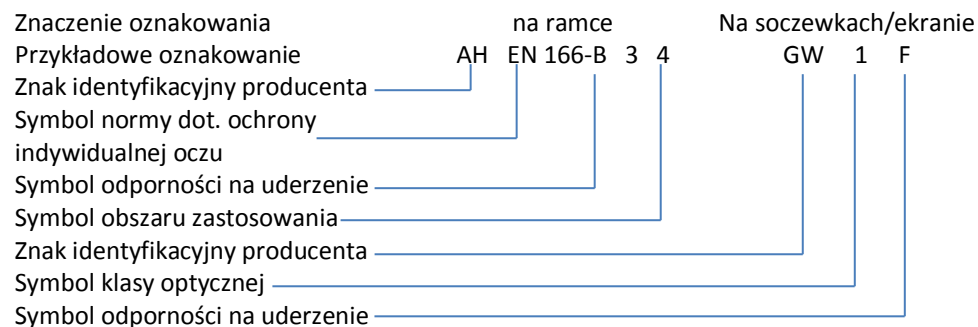 Znaczenie oznakowania na ramce Na soczewkach/ekranie
Przykładowe oznakowanie AH EN 166-B 3 4 GW 1 F
Znak identyfikacyjny producenta
Symbol normy dot. ochrony
indywidualnej oczu
Symbol odporności na uderzenie
Symbol obszaru zastosowania
Znak identyfikacyjny producenta
Symbol klasy optycznej
Symbol odporności na uderzenie